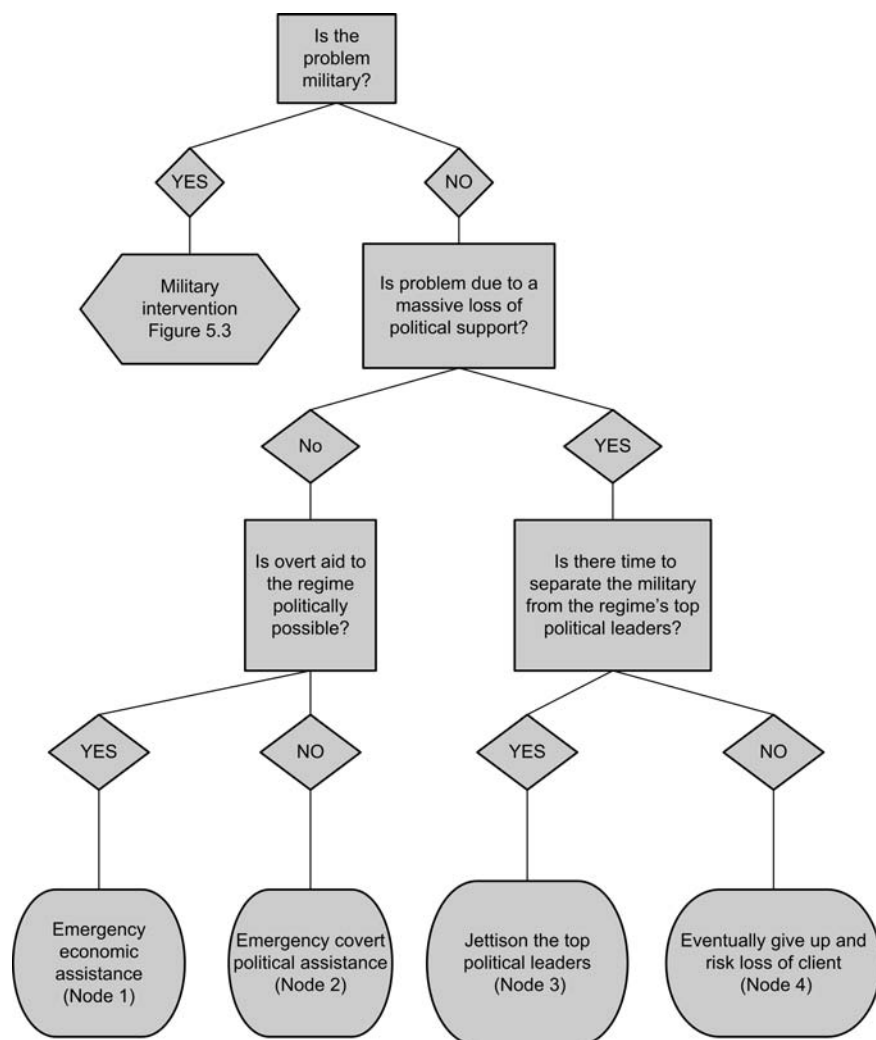 Is the
problem
military?
YES
NO
Military
intervention
Figure 5.3
Is problem due to a
massive loss of
political support?
No
YES
Is overt aid to
the regime
politically
possible?
Is there time to
separate the military
from the regime's top
political leaders?
YES
NO
YES
NO
Emergency
economic
assistance
(Node 1)
Emergency covert
political assistance
(Node 2)
Jettison the top
political leaders
(Node 3)
Eventually give up and
risk loss of client
(Node 4)